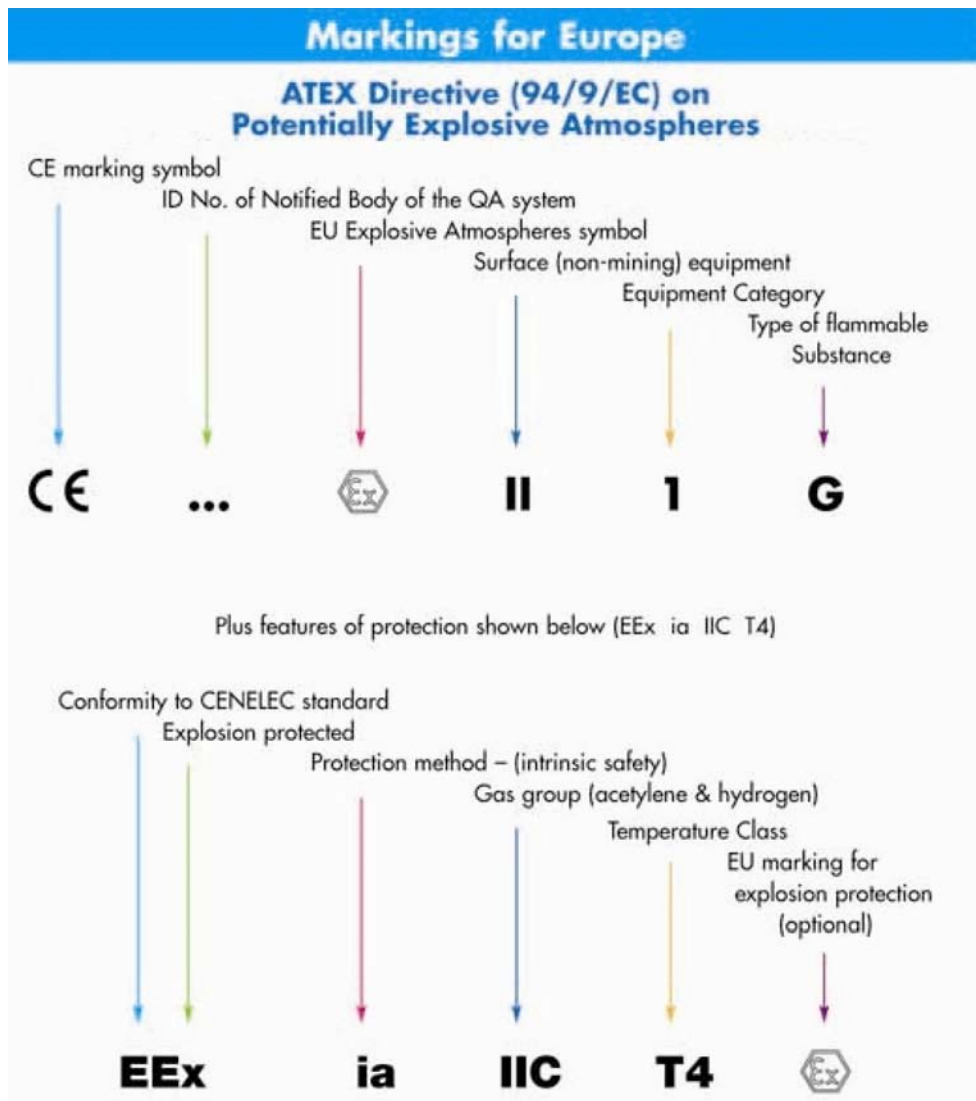 Markings for Europe
ATEX Directive (94/9/EC) on
Potentially Explosive Atmospheres
CE marking symbol
ID No. of Notified Body of the QA system
EU Explosive Atmospheres symbol
Surface (non-mining) equipment
Equipment Category
Type of flammable
Substance
CE ... Ex II 1 G
Plus features of protection shown below (EEx ia IIC T4)
Conformity to CENELEC standard
Explosion protected
Protection method – (intrinsic safety)
Gas group (acetylene & hydrogen)
Temperature Class
EU marking for
explosion protection
(optional)
EEx ia IIC T4 Ex